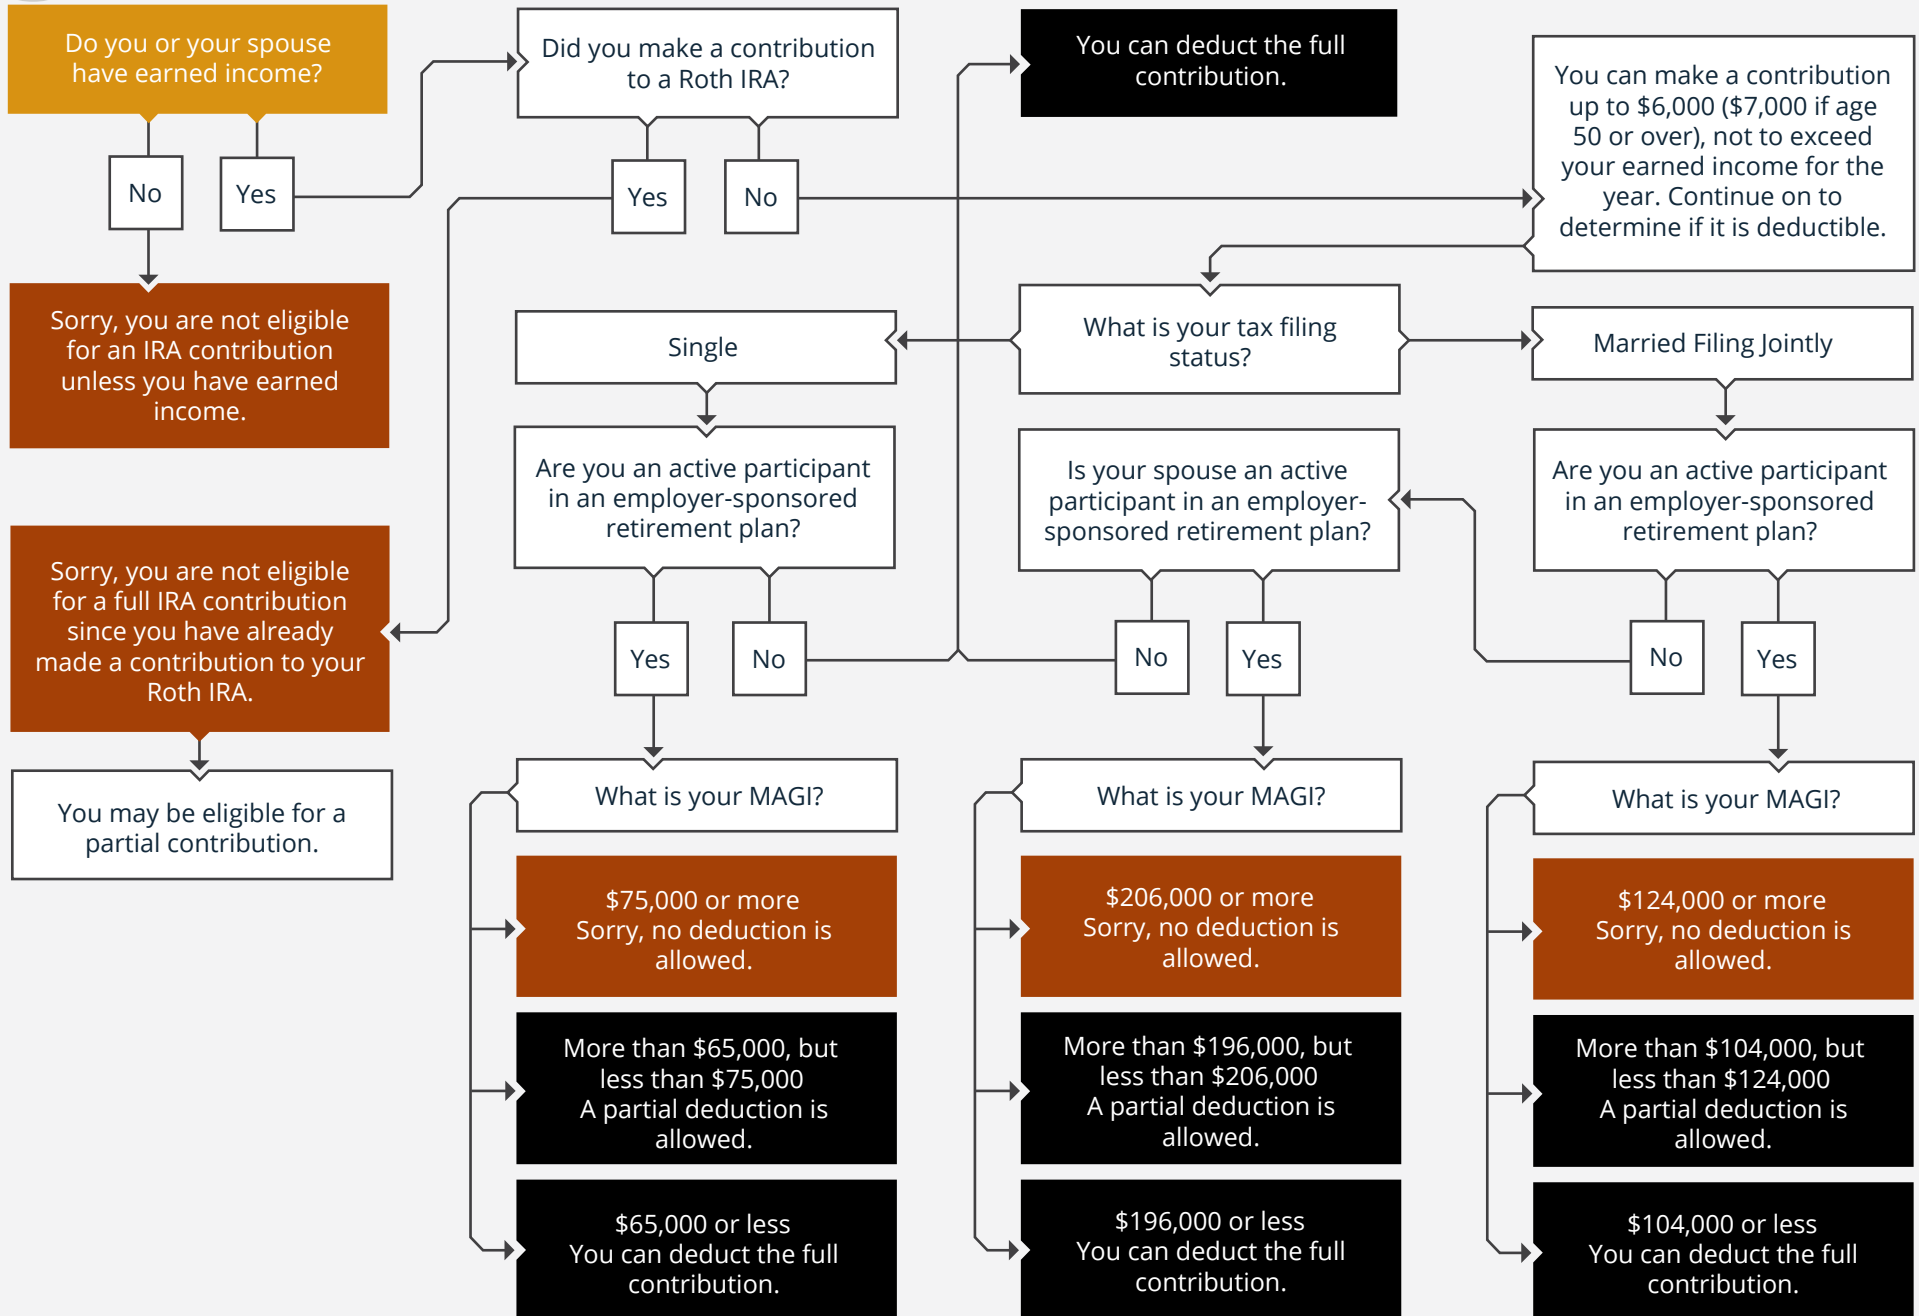 Do you or your spouse
have earned income?
No
Yes
Did you make a contribution
to a Roth IRA?
Yes
No
You can deduct the full
contribution.
You can make a contribution
up to $6,000 ($7,000 if age
50 or over), not to exceed
your earned income for the
year. Continue on to
determine if it is deductible.
Sorry, you are not eligible
for an IRA contribution
unless you have earned
income.
Single
What is your tax filing
status?
Married Filing Jointly
Are you an active participant
in an employer-sponsored
retirement plan?
Is your spouse an active
participant in an employer-
sponsored retirement plan?
Are you an active participant
in an employer-sponsored
retirement plan?
Sorry, you are not eligible
for a full IRA contribution
since you have already
made a contribution to your
Roth IRA.
Yes
No
No
Yes
No
Yes
You may be eligible for a
partial contribution.
What is your MAGI?
What is your MAGI?
What is your MAGI?
$75,000 or more
Sorry, no deduction is
allowed.
$206,000 or more
Sorry, no deduction is
allowed.
$124,000 or more
Sorry, no deduction is
allowed.
More than $65,000, but
less than $75,000
A partial deduction is
allowed.
More than $196,000, but
less than $206,000
A partial deduction is
allowed.
More than $104,000, but
less than $124,000
A partial deduction is
allowed.
$65,000 or less
You can deduct the full
contribution.
$196,000 or less
You can deduct the full
contribution.
$104,000 or less
You can deduct the full
contribution.